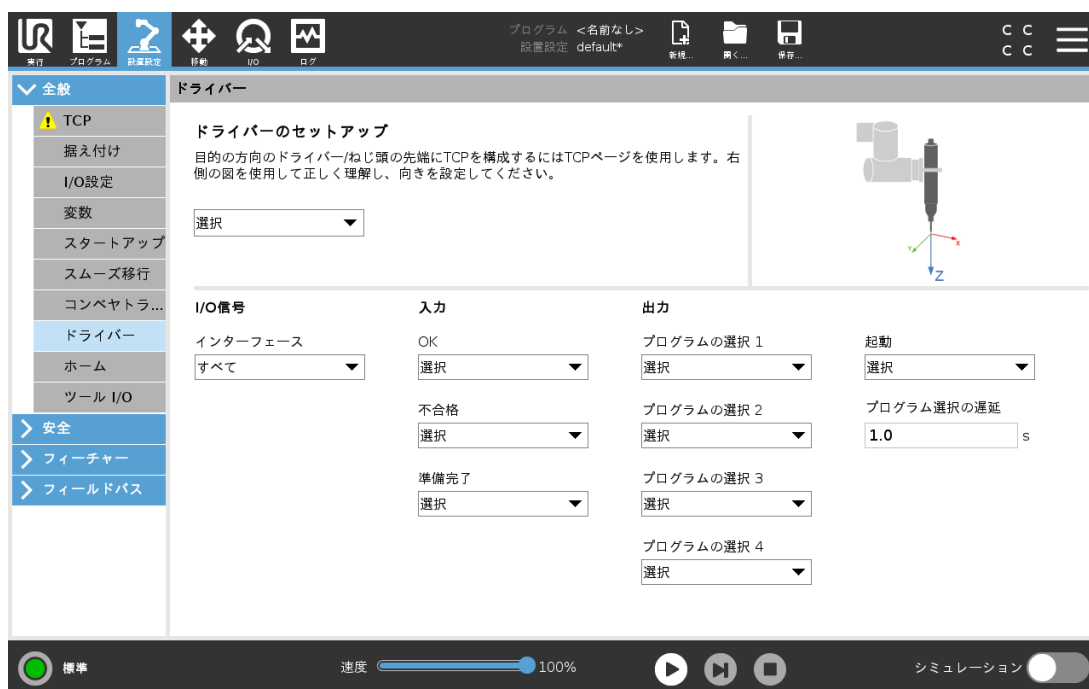 プログラム <名前なし>
設置設定 default*
C C
C C
実行 プログラム 設置設定 移動 I/O ログ 新規... 開く... 保存...
全般
TCP
据え付け
I/O設定
変数
スタートアップ
スムーズ移行
コンベヤトラ...
ドライバー
ホーム
ツール I/O
安全
フィーチャー
フィールドバス
ドライバー
ドライバーのセットアップ
目的の方向のドライバー/ねじ頭の先端にTCPを構成するにはTCPページを使用します。右
側の図を使用して正しく理解し、向きを設定してください。
選択
Y X
Z
I/O信号
インターフェース
すべて
入力
OK
選択
不合格
選択
準備完了
選択
出力
プログラムの選択 1
選択
プログラムの選択 2
選択
プログラムの選択 3
選択
プログラムの選択 4
選択
起動
選択
プログラム選択の遅延
1.0 s
標準
速度 100%
シミュレーション